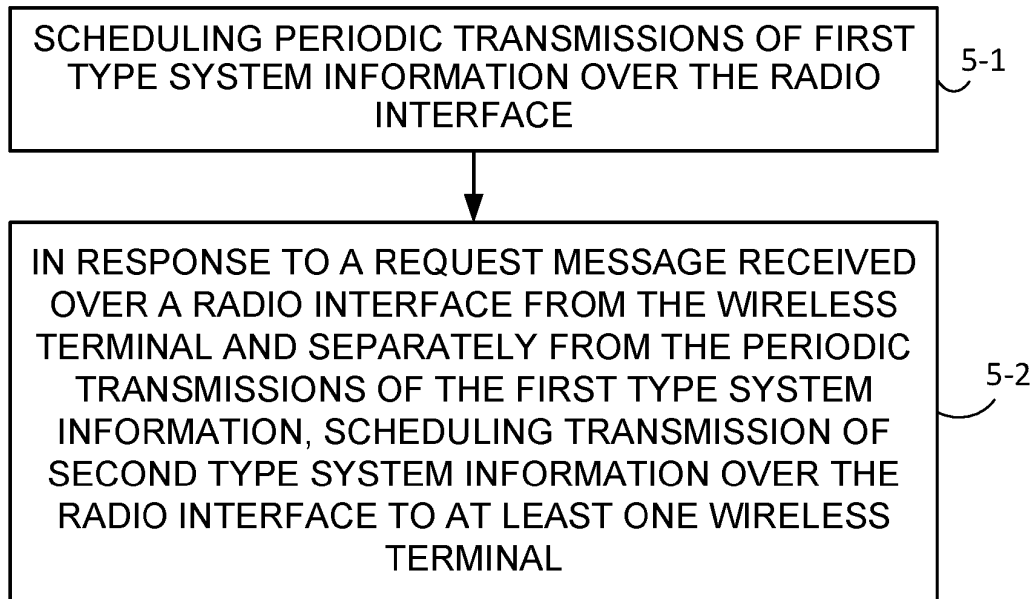 SCHEDULING PERIODIC TRANSMISSIONS OF FIRST
TYPE SYSTEM INFORMATION OVER THE RADIO
INTERFACE
5-1
IN RESPONSE TO A REQUEST MESSAGE RECEIVED
OVER A RADIO INTERFACE FROM THE WIRELESS
TERMINAL AND SEPARATELY FROM THE PERIODIC
TRANSMISSIONS OF THE FIRST TYPE SYSTEM
INFORMATION, SCHEDULING TRANSMISSION OF
SECOND TYPE SYSTEM INFORMATION OVER THE
RADIO INTERFACE TO AT LEAST ONE WIRELESS
TERMINAL
5-2